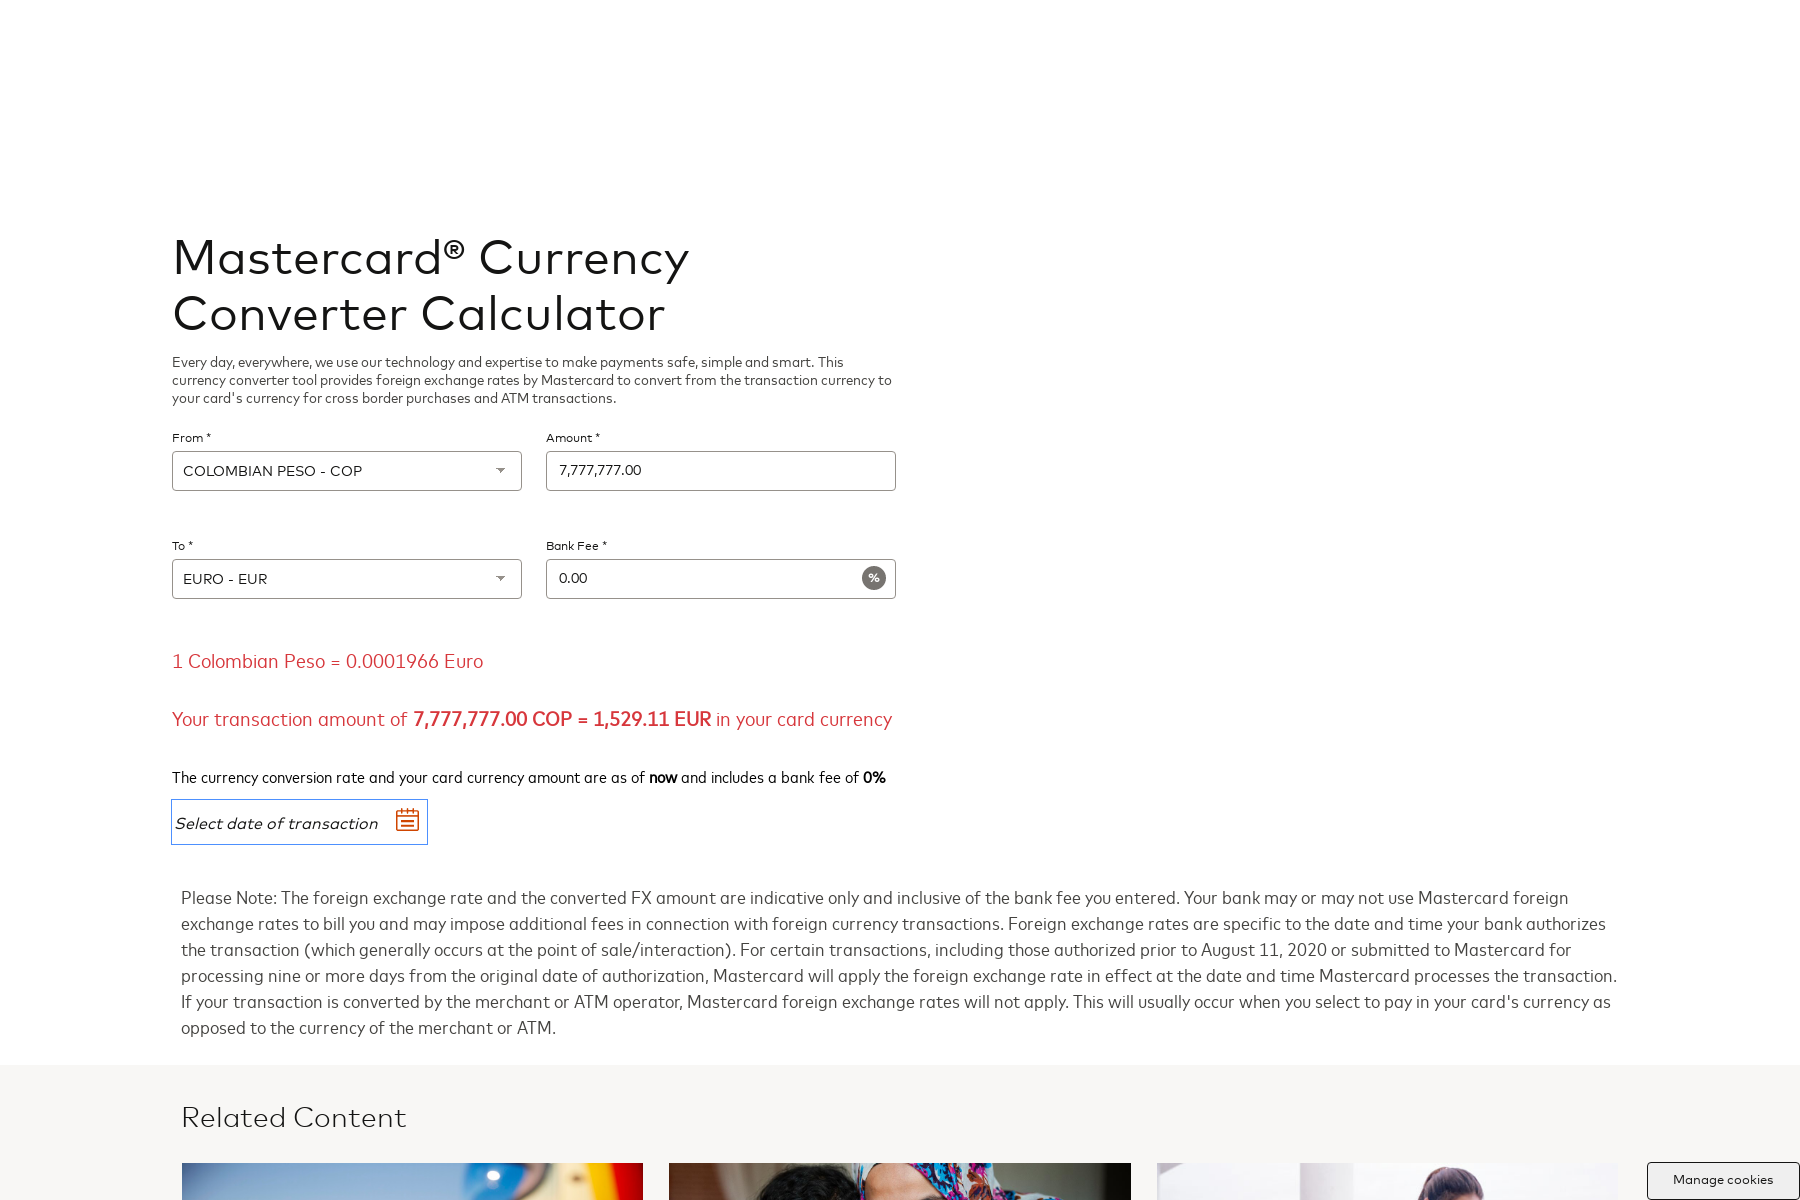 Mastercard® Currency
Converter Calculator
Every day, everywhere, we use our technology and expertise to make payments safe, simple and smart. This
currency converter tool provides foreign exchange rates by Mastercard to convert from the transaction currency to
your card's currency for cross border purchases and ATM transactions.
From * Amount *
COLOMBIAN PESO - COP 7,777,777.00
To * Bank Fee *
EURO - EUR 0.00 %
1 Colombian Peso = 0.0001966 Euro
Your transaction amount of 7,777,777.00 COP = 1,529.11 EUR in your card currency
The currency conversion rate and your card currency amount are as of now and includes a bank fee of 0%
Select date of transaction
Please Note: The foreign exchange rate and the converted FX amount are indicative only and inclusive of the bank fee you entered. Your bank may or may not use Mastercard foreign
exchange rates to bill you and may impose additional fees in connection with foreign currency transactions. Foreign exchange rates are specific to the date and time your bank authorizes
the transaction (which generally occurs at the point of sale/interaction). For certain transactions, including those authorized prior to August 11, 2020 or submitted to Mastercard for
processing nine or more days from the original date of authorization, Mastercard will apply the foreign exchange rate in effect at the date and time Mastercard processes the transaction.
If your transaction is converted by the merchant or ATM operator, Mastercard foreign exchange rates will not apply. This will usually occur when you select to pay in your card's currency as
opposed to the currency of the merchant or ATM.
Related Content
Manage cookies